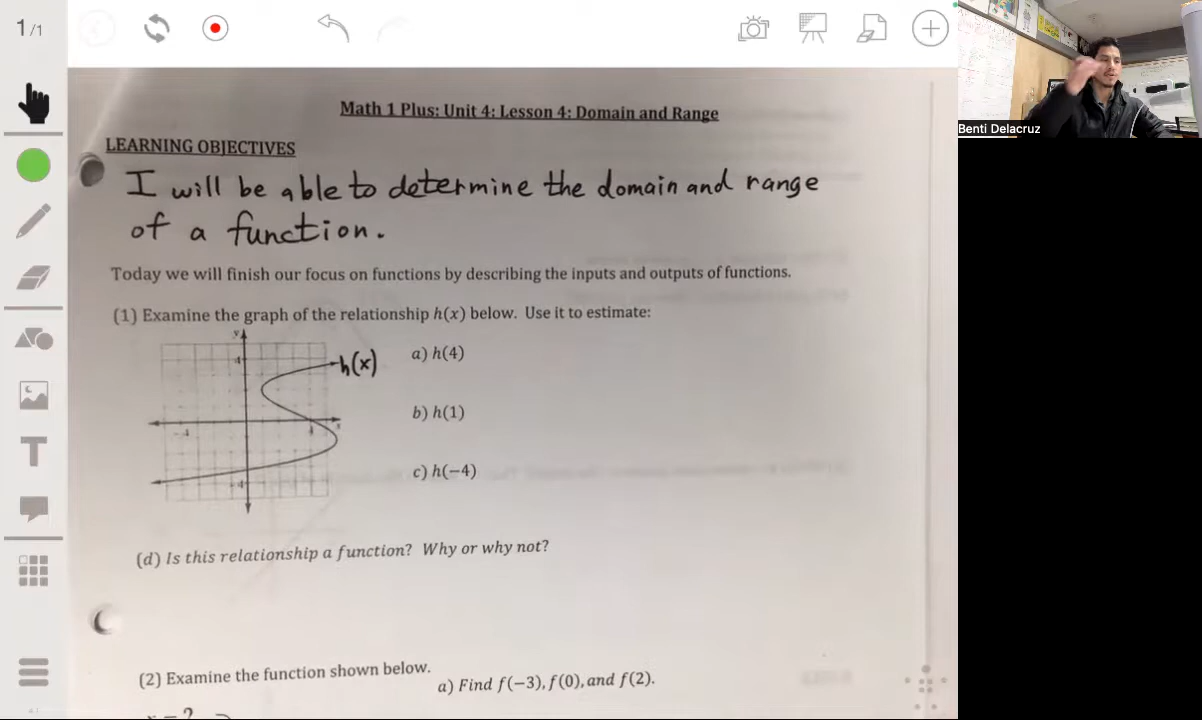 1/1
Benti Delacruz
Math 1 Plus: Unit 4: Lesson 4: Domain and Range
LEARNING OBJECTIVES
I will be able to determine the domain and range
of a function.
Today we will finish our focus on functions by describing the inputs and outputs of functions.
(1) Examine the graph of the relationship h(x) below. Use it to estimate:
y
4
h(x)
a) h(4)
x
-4
4
b) h(1)
-4
c) h(−4)
(d) Is this relationship a function? Why or why not?
(2) Examine the function shown below.
a) Find f(−3), f(0), and f(2).